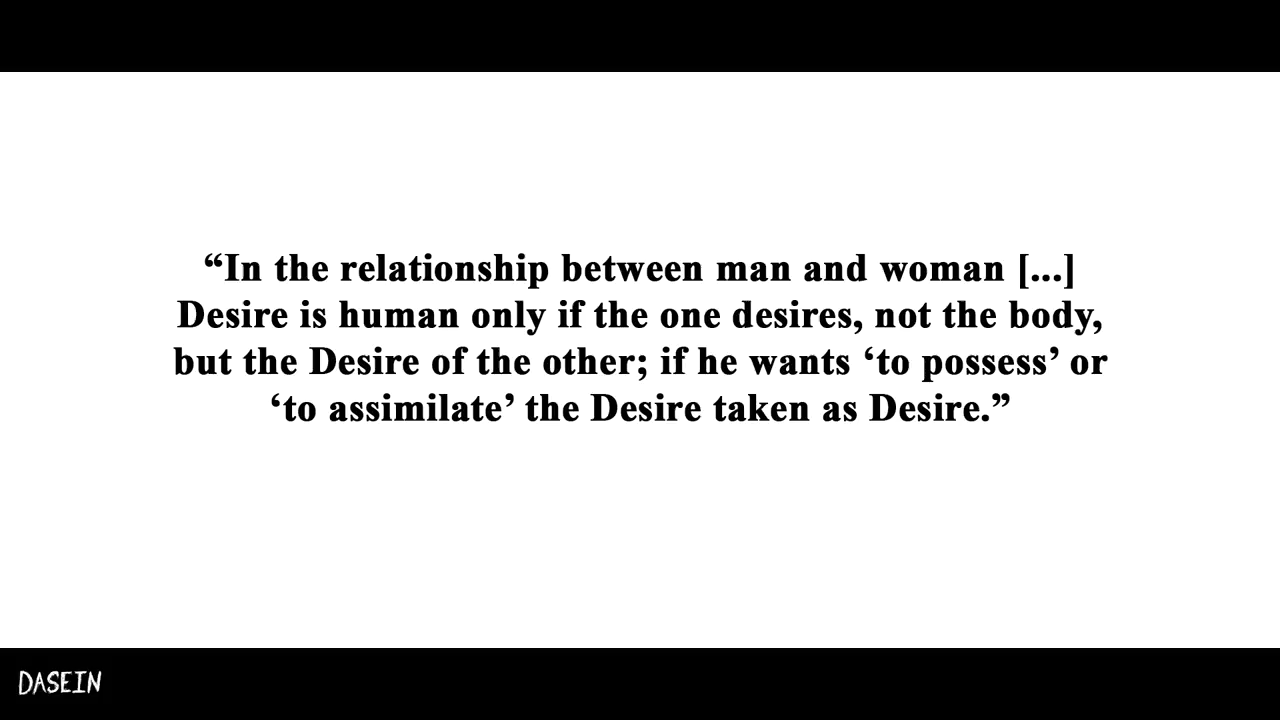 “In the relationship between man and woman [...]
Desire is human only if the one desires, not the body,
but the Desire of the other; if he wants ‘to possess’ or
‘to assimilate’ the Desire taken as Desire.”
DASEIN